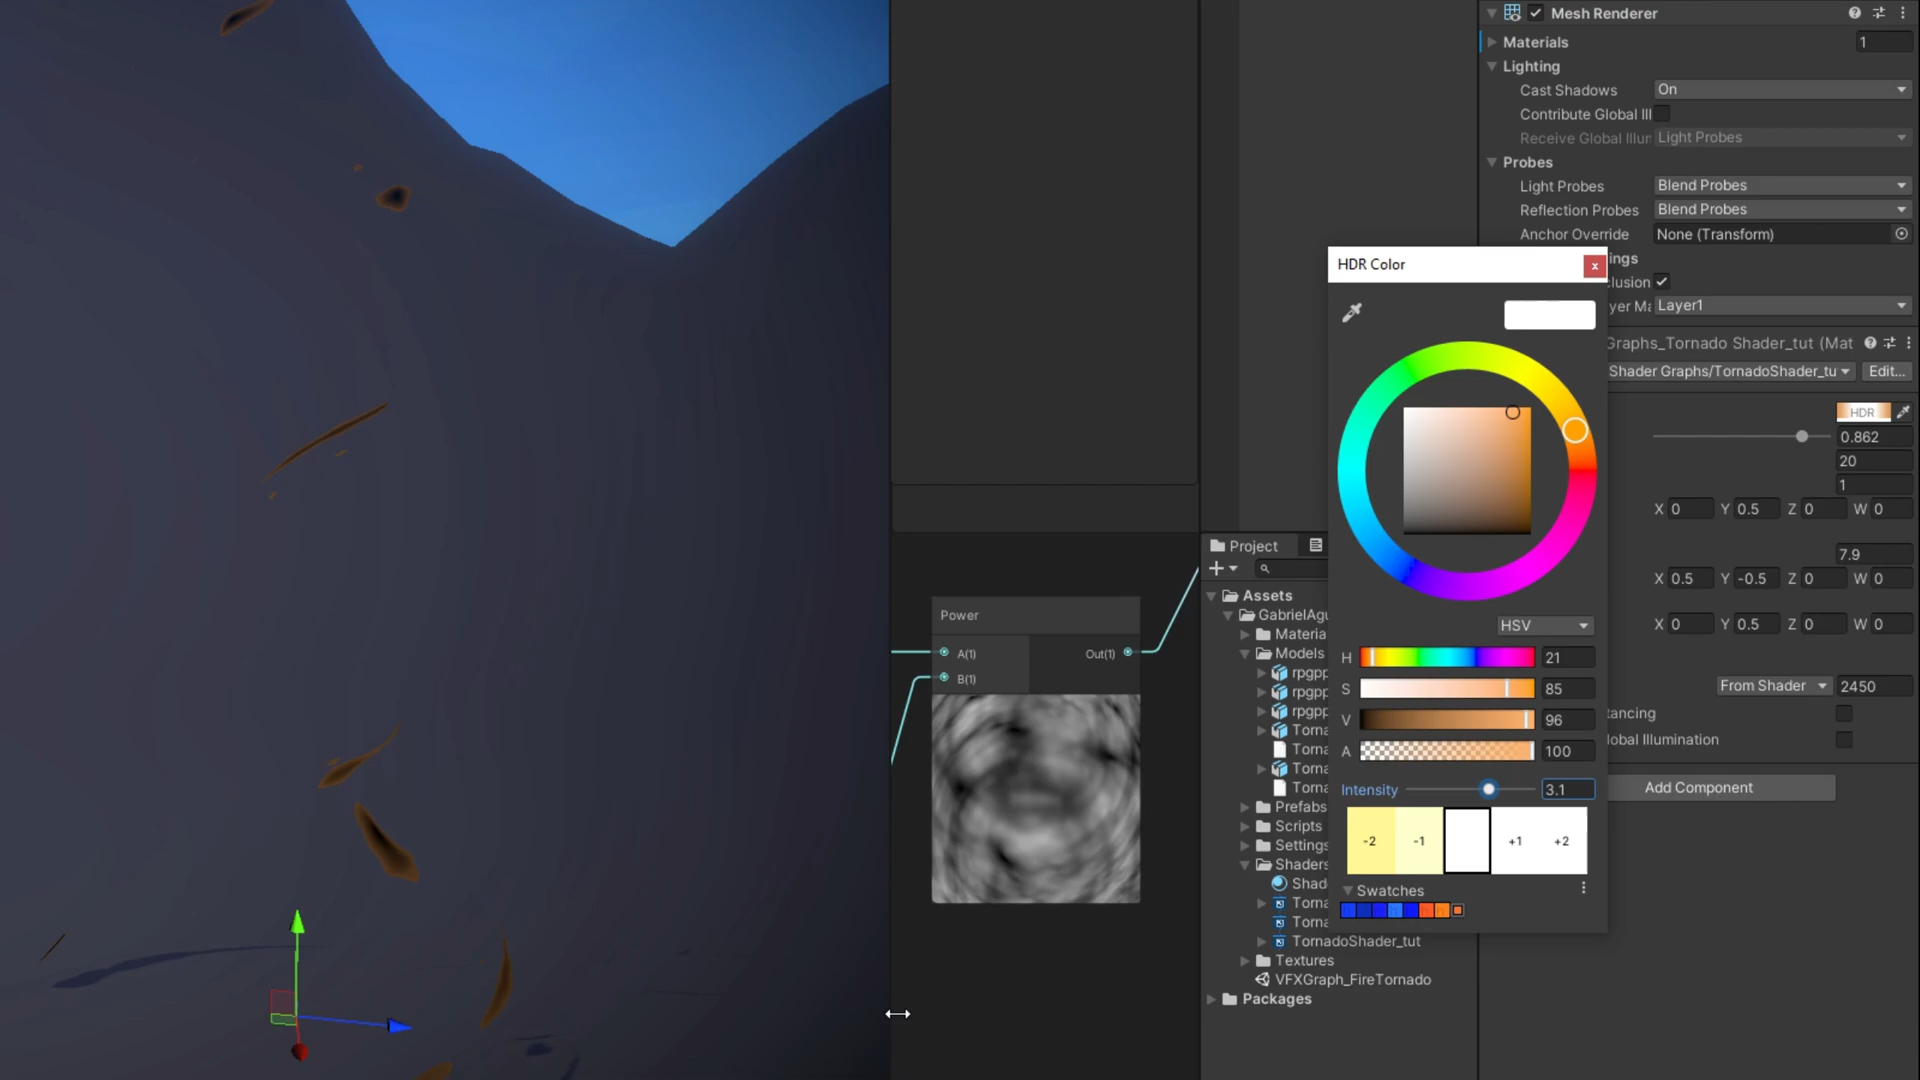 Mesh Renderer
Materials
1
Lighting
Cast Shadows
On
Contribute Global Ill
Receive Global Illur
Light Probes
Probes
Light Probes
Blend Probes
Reflection Probes
Blend Probes
Anchor Override
None (Transform)
ings
lusion
yer Ma
Layer1
Graphs_Tornado Shader_tut (Mat
Shader Graphs/TornadoShader_tu
Edit...
HDR
0.862
20
1
X 0 Y 0.5 Z 0 W 0
7.9
X 0.5 Y -0.5 Z 0 W 0
X 0 Y 0.5 Z 0 W 0
From Shader
2450
tancing
lobal Illumination
Add Component
HDR Color
x
HSV
H 21
S 85
V 96
A 100
Intensity 3.1
-2 -1 +1 +2
Swatches
Power
A(1)
B(1)
Out(1)
Project
Assets
GabrielAgu
Materia
Models
rpgpp
rpgpp
rpgpp
Torna
Torna
Torna
Torna
Prefabs
Scripts
Settings
Shaders
Shad
Torna
Torna
TornadoShader_tut
Textures
VFXGraph_FireTornado
Packages